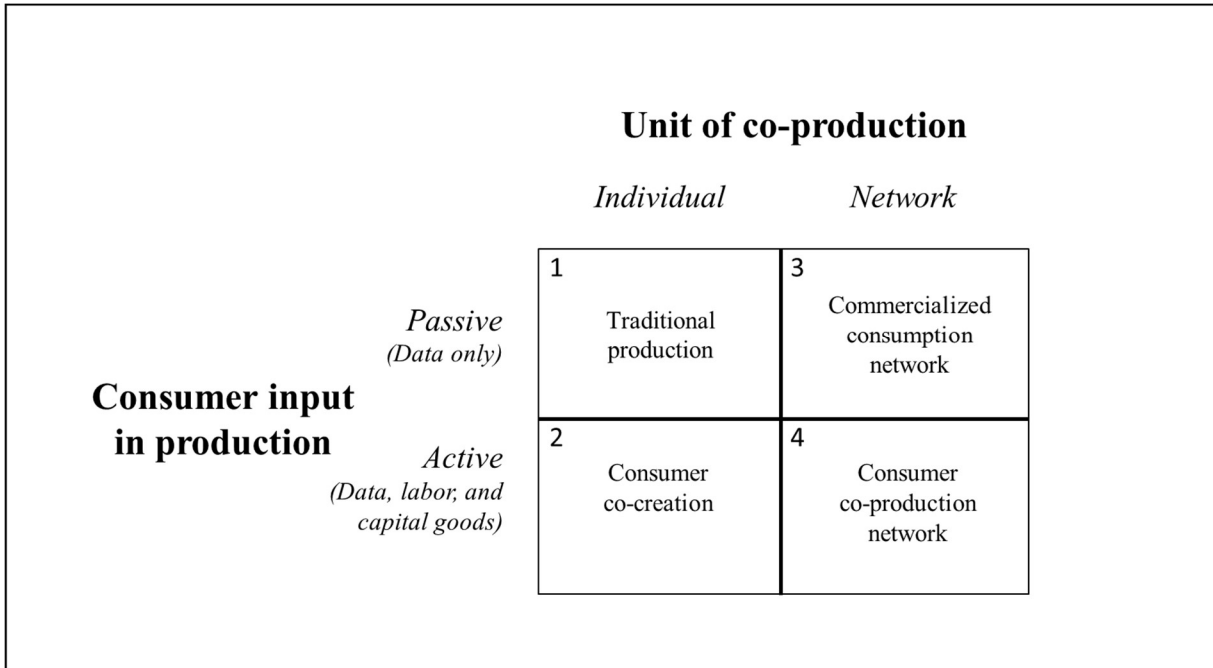 Unit of co-production
Individual
Network
1
Traditional
production
3
Commercialized
consumption
network
Passive
(Data only)
Consumer input
in production
Active
(Data, labor, and
capital goods)
2
Consumer
co-creation
4
Consumer
co-production
network